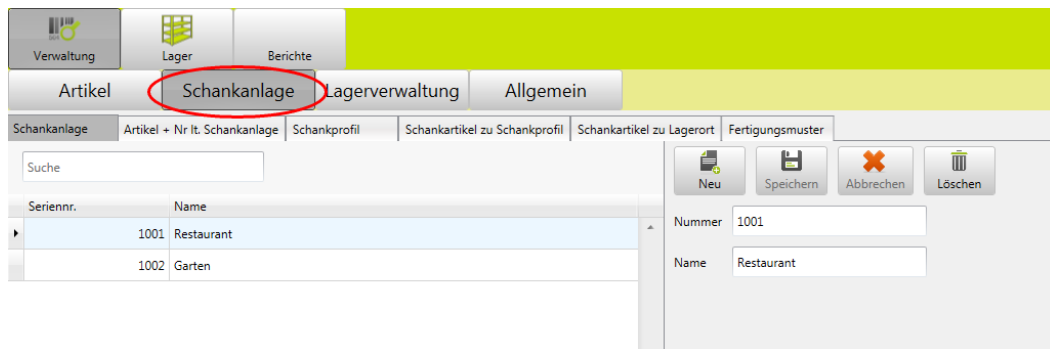 Verwaltung Lager Berichte
Artikel Schankanlage Lagerverwaltung Allgemein
Schankanlage Artikel + Nr lt. Schankanlage Schankprofil Schankartikel zu Schankprofil Schankartikel zu Lagerort Fertigungsmuster
Suche
Seriennr. Name
1001 Restaurant
1002 Garten
Neu Speichern Abbrechen Löschen
Nummer 1001
Name Restaurant